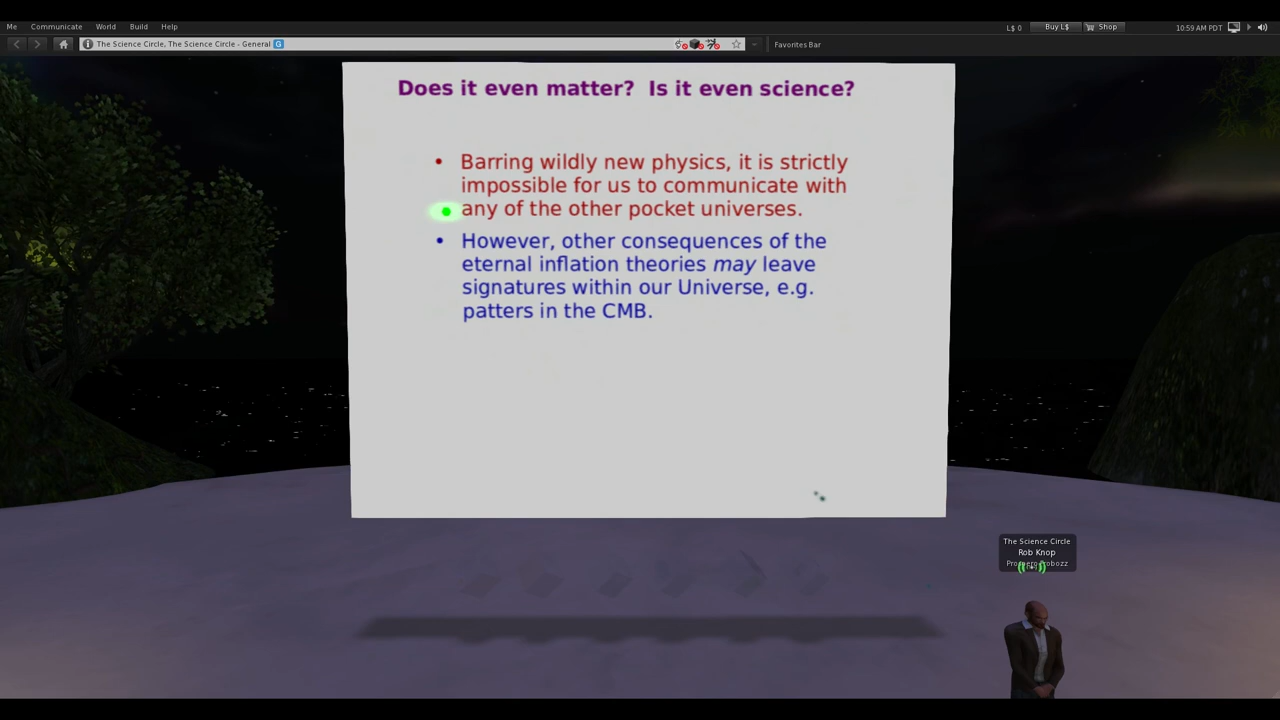 Me Communicate World Build Help L$ 0 Buy L$ Shop 10:59 AM PDT
The Science Circle, The Science Circle - General G Favorites Bar
Does it even matter? Is it even science?
• Barring wildly new physics, it is strictly
impossible for us to communicate with
any of the other pocket universes.
• However, other consequences of the
eternal inflation theories may leave
signatures within our Universe, e.g.
patters in the CMB.
The Science Circle
Rob Knop